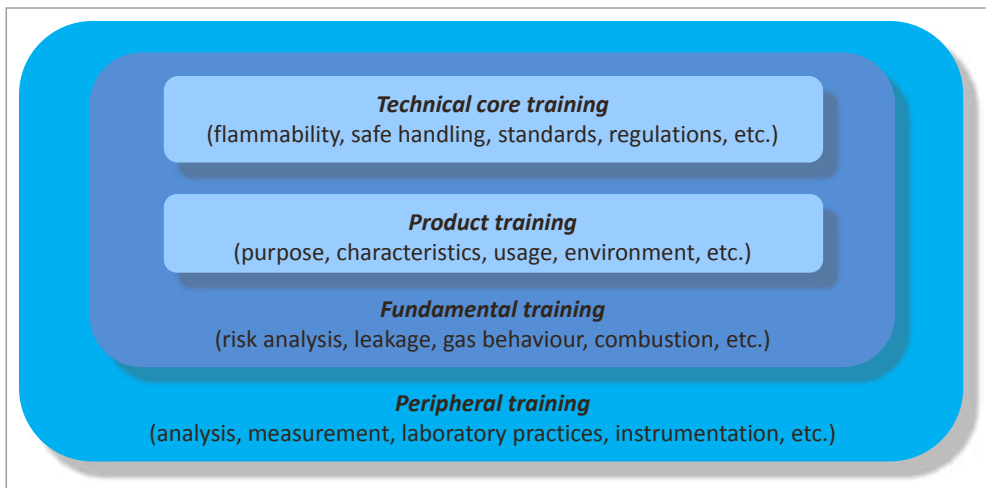 Technical core training
(flammability, safe handling, standards, regulations, etc.)
Product training
(purpose, characteristics, usage, environment, etc.)
Fundamental training
(risk analysis, leakage, gas behaviour, combustion, etc.)
Peripheral training
(analysis, measurement, laboratory practices, instrumentation, etc.)